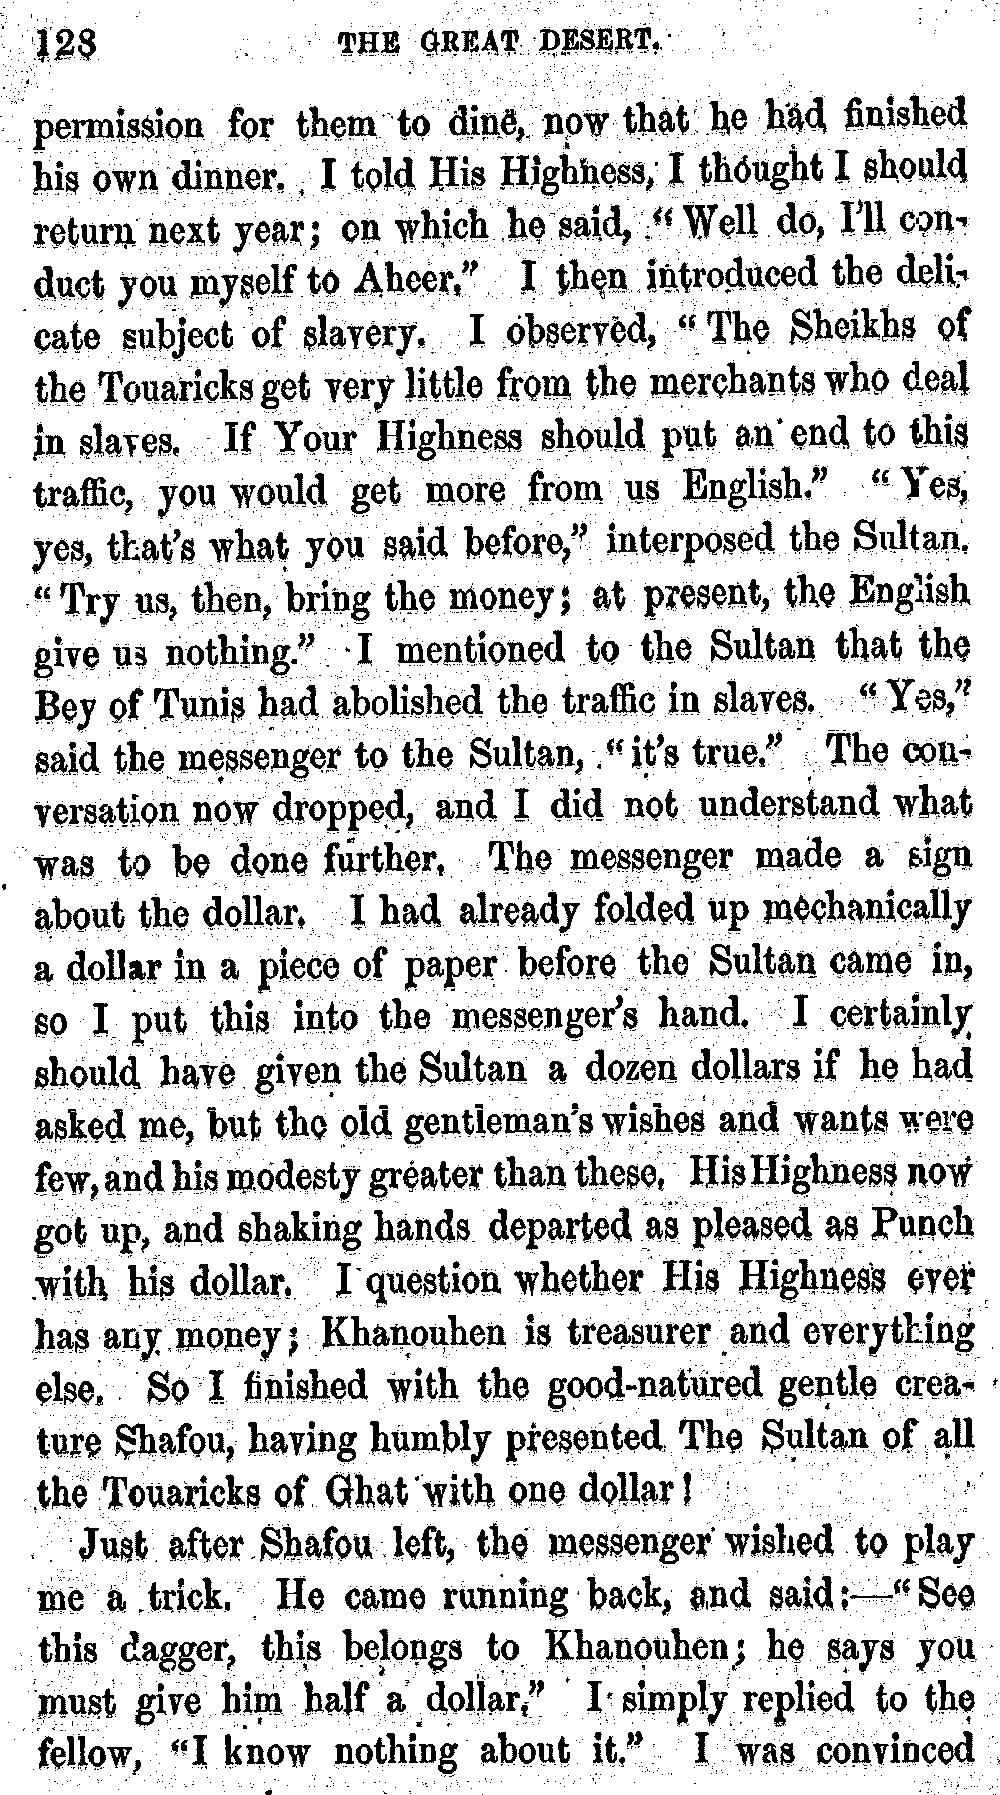 128 THE GREAT DESERT.
permission for them to dine, now that he had finished
his own dinner. I told His Highness, I thought I should
return next year; on which he said, "Well do, I'll con-
duct you myself to Aheer." I then introduced the deli-
cate subject of slavery. I observed, "The Sheikhs of
the Touaricks get very little from the merchants who deal
in slaves. If Your Highness should put an end to this
traffic, you would get more from us English." "Yes,
yes, that's what you said before," interposed the Sultan.
"Try us, then, bring the money; at present, the English
give us nothing." I mentioned to the Sultan that the
Bey of Tunis had abolished the traffic in slaves. "Yes,"
said the messenger to the Sultan, "it's true." The con-
versation now dropped, and I did not understand what
was to be done further. The messenger made a sign
about the dollar. I had already folded up mechanically
a dollar in a piece of paper before the Sultan came in,
so I put this into the messenger's hand. I certainly
should have given the Sultan a dozen dollars if he had
asked me, but the old gentleman's wishes and wants were
few, and his modesty greater than these. His Highness now
got up, and shaking hands departed as pleased as Punch
with his dollar. I question whether His Highness ever
has any money; Khanouhen is treasurer and everything
else. So I finished with the good-natured gentle crea-
ture Shafou, having humbly presented The Sultan of all
the Touaricks of Ghat with one dollar!
Just after Shafou left, the messenger wished to play
me a trick. He came running back, and said:—"See
this dagger, this belongs to Khanouhen; he says you
must give him half a dollar." I simply replied to the
fellow, "I know nothing about it." I was convinced